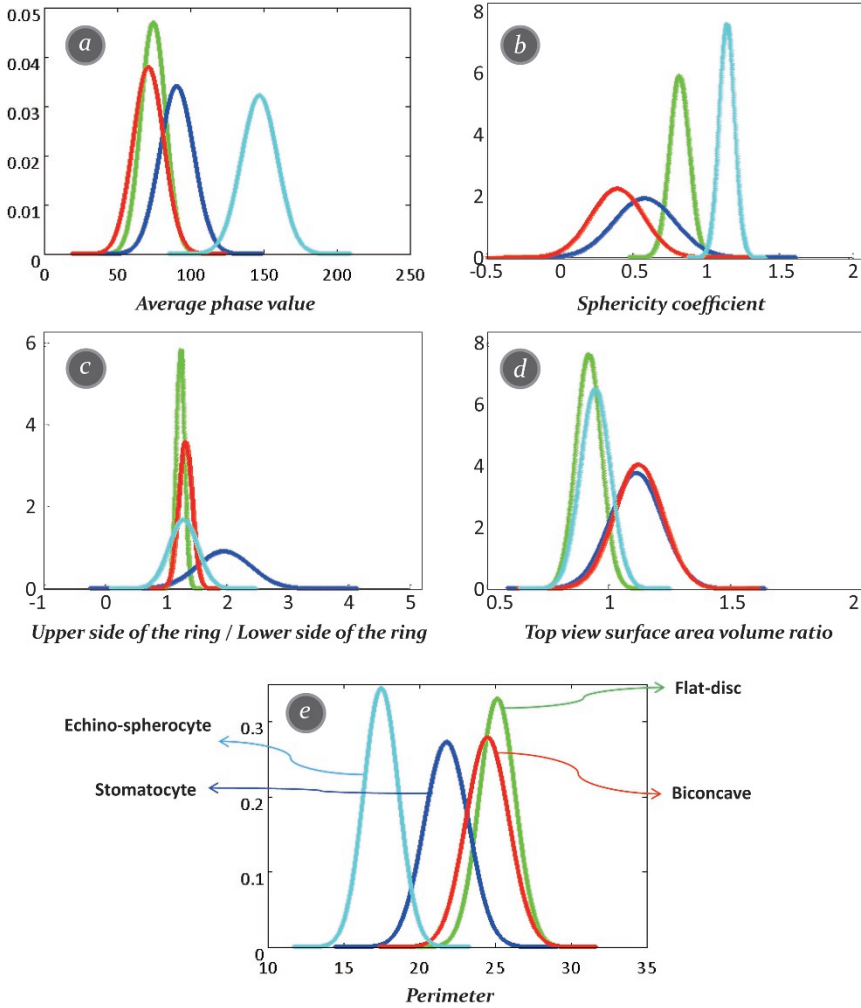 a
0.05
0.04
0.03
0.02
0.01
0
0 50 100 150 200 250
Average phase value
b
8
6
4
2
0
-0.5 0 0.5 1 1.5 2
Sphericity coefficient
c
6
4
2
0
-1 0 1 2 3 4 5
Upper side of the ring / Lower side of the ring
d
8
6
4
2
0
0.5 1 1.5 2
Top view surface area volume ratio
e
Flat-disc
Echino-spherocyte
Stomatocyte
Biconcave
0.3
0.2
0.1
0
10 15 20 25 30 35
Perimeter